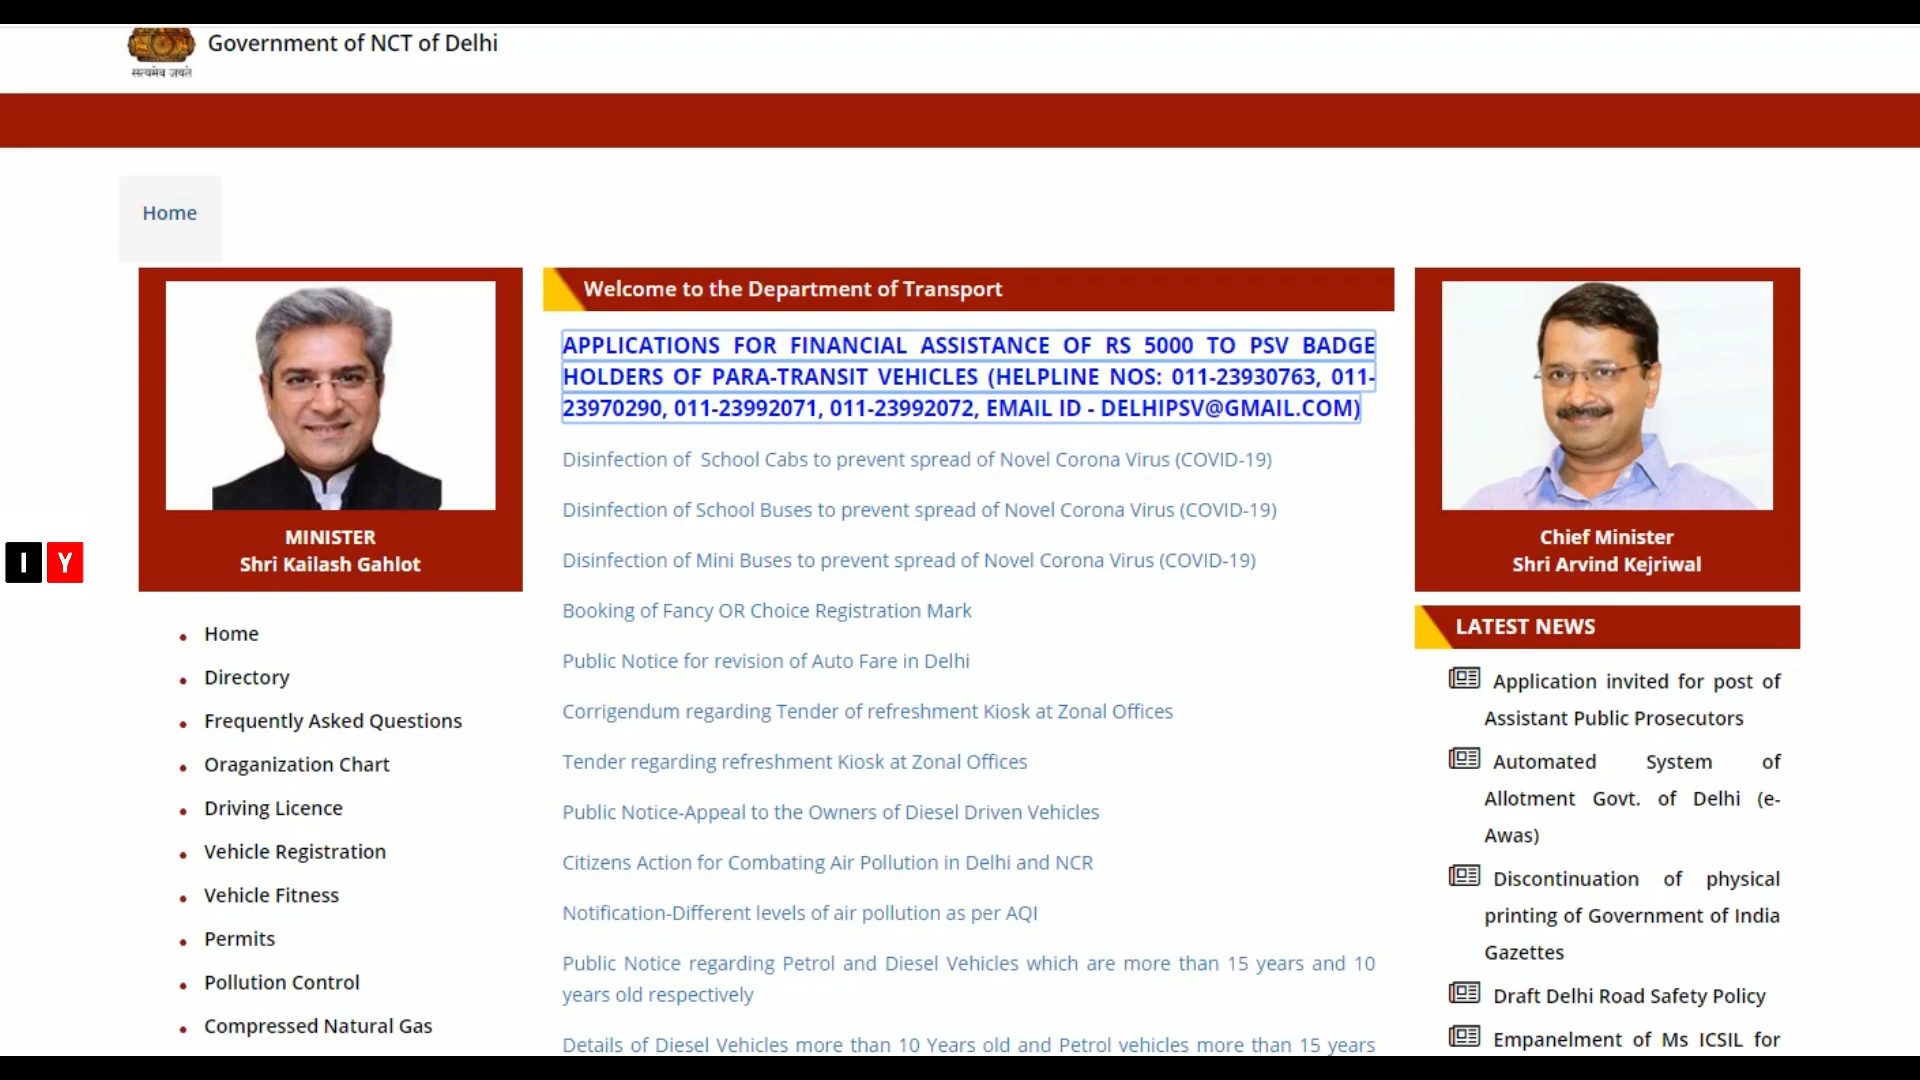 Government of NCT of Delhi
सत्यमेव जयते
Home
MINISTER
Shri Kailash Gahlot
Home
Directory
Frequently Asked Questions
Oraganization Chart
Driving Licence
Vehicle Registration
Vehicle Fitness
Permits
Pollution Control
Compressed Natural Gas
I Y
Welcome to the Department of Transport
APPLICATIONS FOR FINANCIAL ASSISTANCE OF RS 5000 TO PSV BADGE
HOLDERS OF PARA-TRANSIT VEHICLES (HELPLINE NOS: 011-23930763, 011-
23970290, 011-23992071, 011-23992072, EMAIL ID - DELHIPSV@GMAIL.COM)
Disinfection of School Cabs to prevent spread of Novel Corona Virus (COVID-19)
Disinfection of School Buses to prevent spread of Novel Corona Virus (COVID-19)
Disinfection of Mini Buses to prevent spread of Novel Corona Virus (COVID-19)
Booking of Fancy OR Choice Registration Mark
Public Notice for revision of Auto Fare in Delhi
Corrigendum regarding Tender of refreshment Kiosk at Zonal Offices
Tender regarding refreshment Kiosk at Zonal Offices
Public Notice-Appeal to the Owners of Diesel Driven Vehicles
Citizens Action for Combating Air Pollution in Delhi and NCR
Notification-Different levels of air pollution as per AQI
Public Notice regarding Petrol and Diesel Vehicles which are more than 15 years and 10
years old respectively
Details of Diesel Vehicles more than 10 Years old and Petrol vehicles more than 15 years
Chief Minister
Shri Arvind Kejriwal
LATEST NEWS
Application invited for post of
Assistant Public Prosecutors
Automated System of
Allotment Govt. of Delhi (e-
Awas)
Discontinuation of physical
printing of Government of India
Gazettes
Draft Delhi Road Safety Policy
Empanelment of Ms ICSIL for